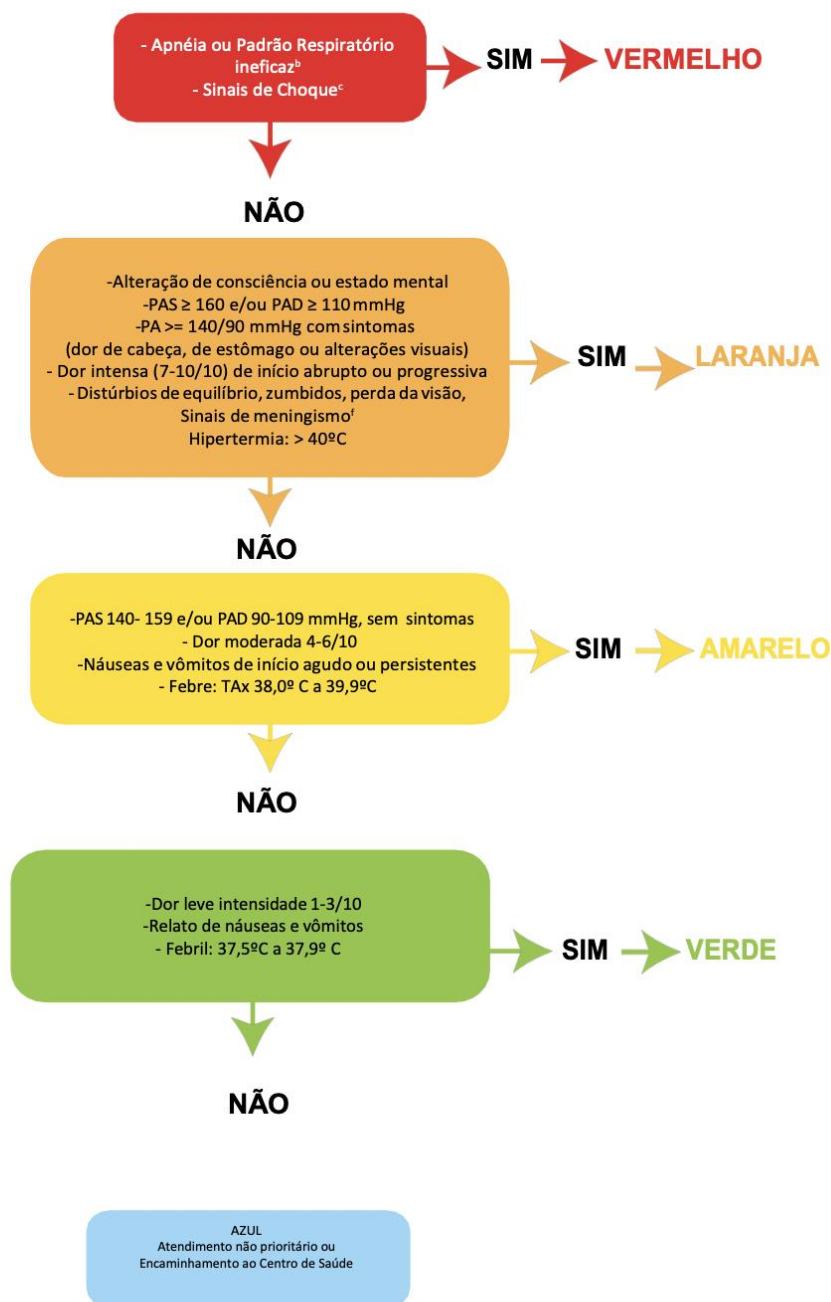 - Apnéia ou Padrão Respiratório
ineficazᵇ
- Sinais de Choqueᶜ
SIM
VERMELHO
NÃO
-Alteração de consciência ou estado mental
-PAS ≥ 160 e/ou PAD ≥ 110 mmHg
-PA >= 140/90 mmHg com sintomas
(dor de cabeça, de estômago ou alterações visuais)
- Dor intensa (7-10/10) de início abrupto ou progressiva
- Distúrbios de equilíbrio, zumbidos, perda da visão,
Sinais de meningismoᶠ
Hipertermia: > 40ºC
SIM
LARANJA
NÃO
-PAS 140- 159 e/ou PAD 90-109 mmHg, sem sintomas
- Dor moderada 4-6/10
-Náuseas e vômitos de início agudo ou persistentes
- Febre: TAx 38,0º C a 39,9ºC
SIM
AMARELO
NÃO
-Dor leve intensidade 1-3/10
-Relato de náuseas e vômitos
- Febril: 37,5ºC a 37,9º C
SIM
VERDE
NÃO
AZUL
Atendimento não prioritário ou
Encaminhamento ao Centro de Saúde